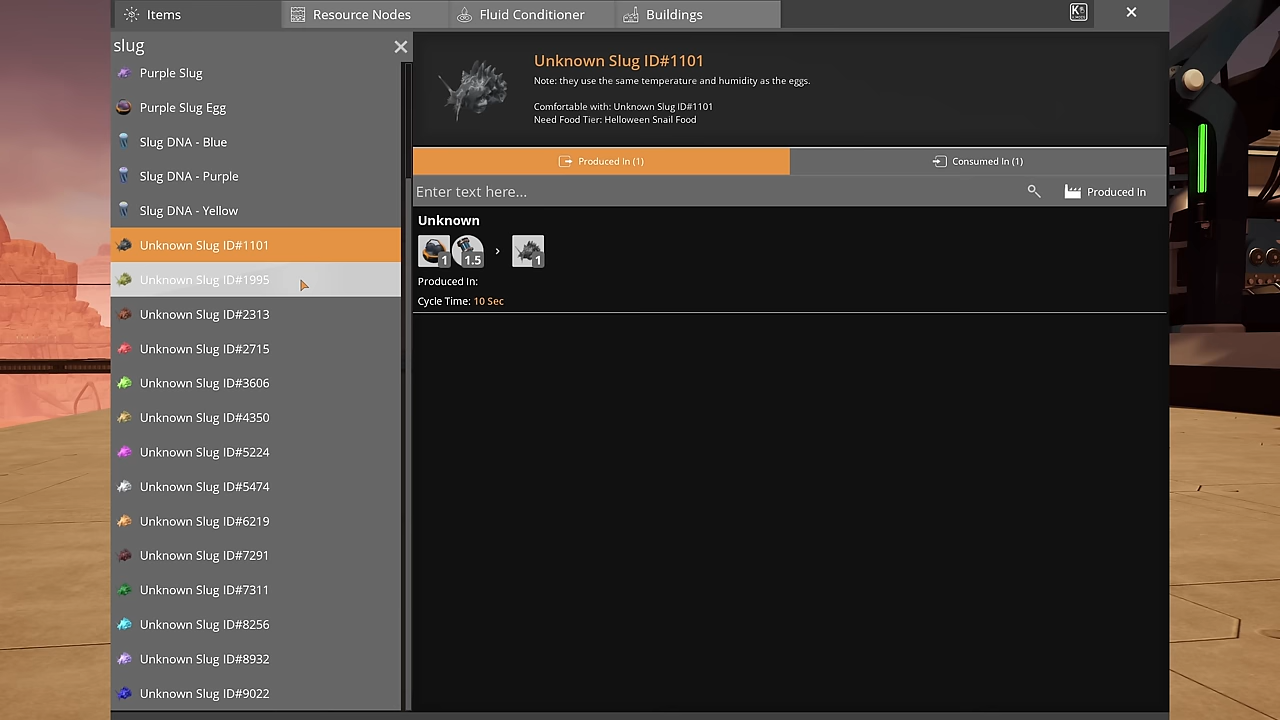 Items
Resource Nodes
Fluid Conditioner
Buildings
slug
Purple Slug
Purple Slug Egg
Slug DNA - Blue
Slug DNA - Purple
Slug DNA - Yellow
Unknown Slug ID#1101
Unknown Slug ID#1995
Unknown Slug ID#2313
Unknown Slug ID#2715
Unknown Slug ID#3606
Unknown Slug ID#4350
Unknown Slug ID#5224
Unknown Slug ID#5474
Unknown Slug ID#6219
Unknown Slug ID#7291
Unknown Slug ID#7311
Unknown Slug ID#8256
Unknown Slug ID#8932
Unknown Slug ID#9022
Unknown Slug ID#1101
Note: they use the same temperature and humidity as the eggs.
Comfortable with: Unknown Slug ID#1101
Need Food Tier: Helloween Snail Food
Produced In (1)
Consumed In (1)
Enter text here...
Produced In
Unknown
1 1.5 › 1
Produced In:
Cycle Time: 10 Sec